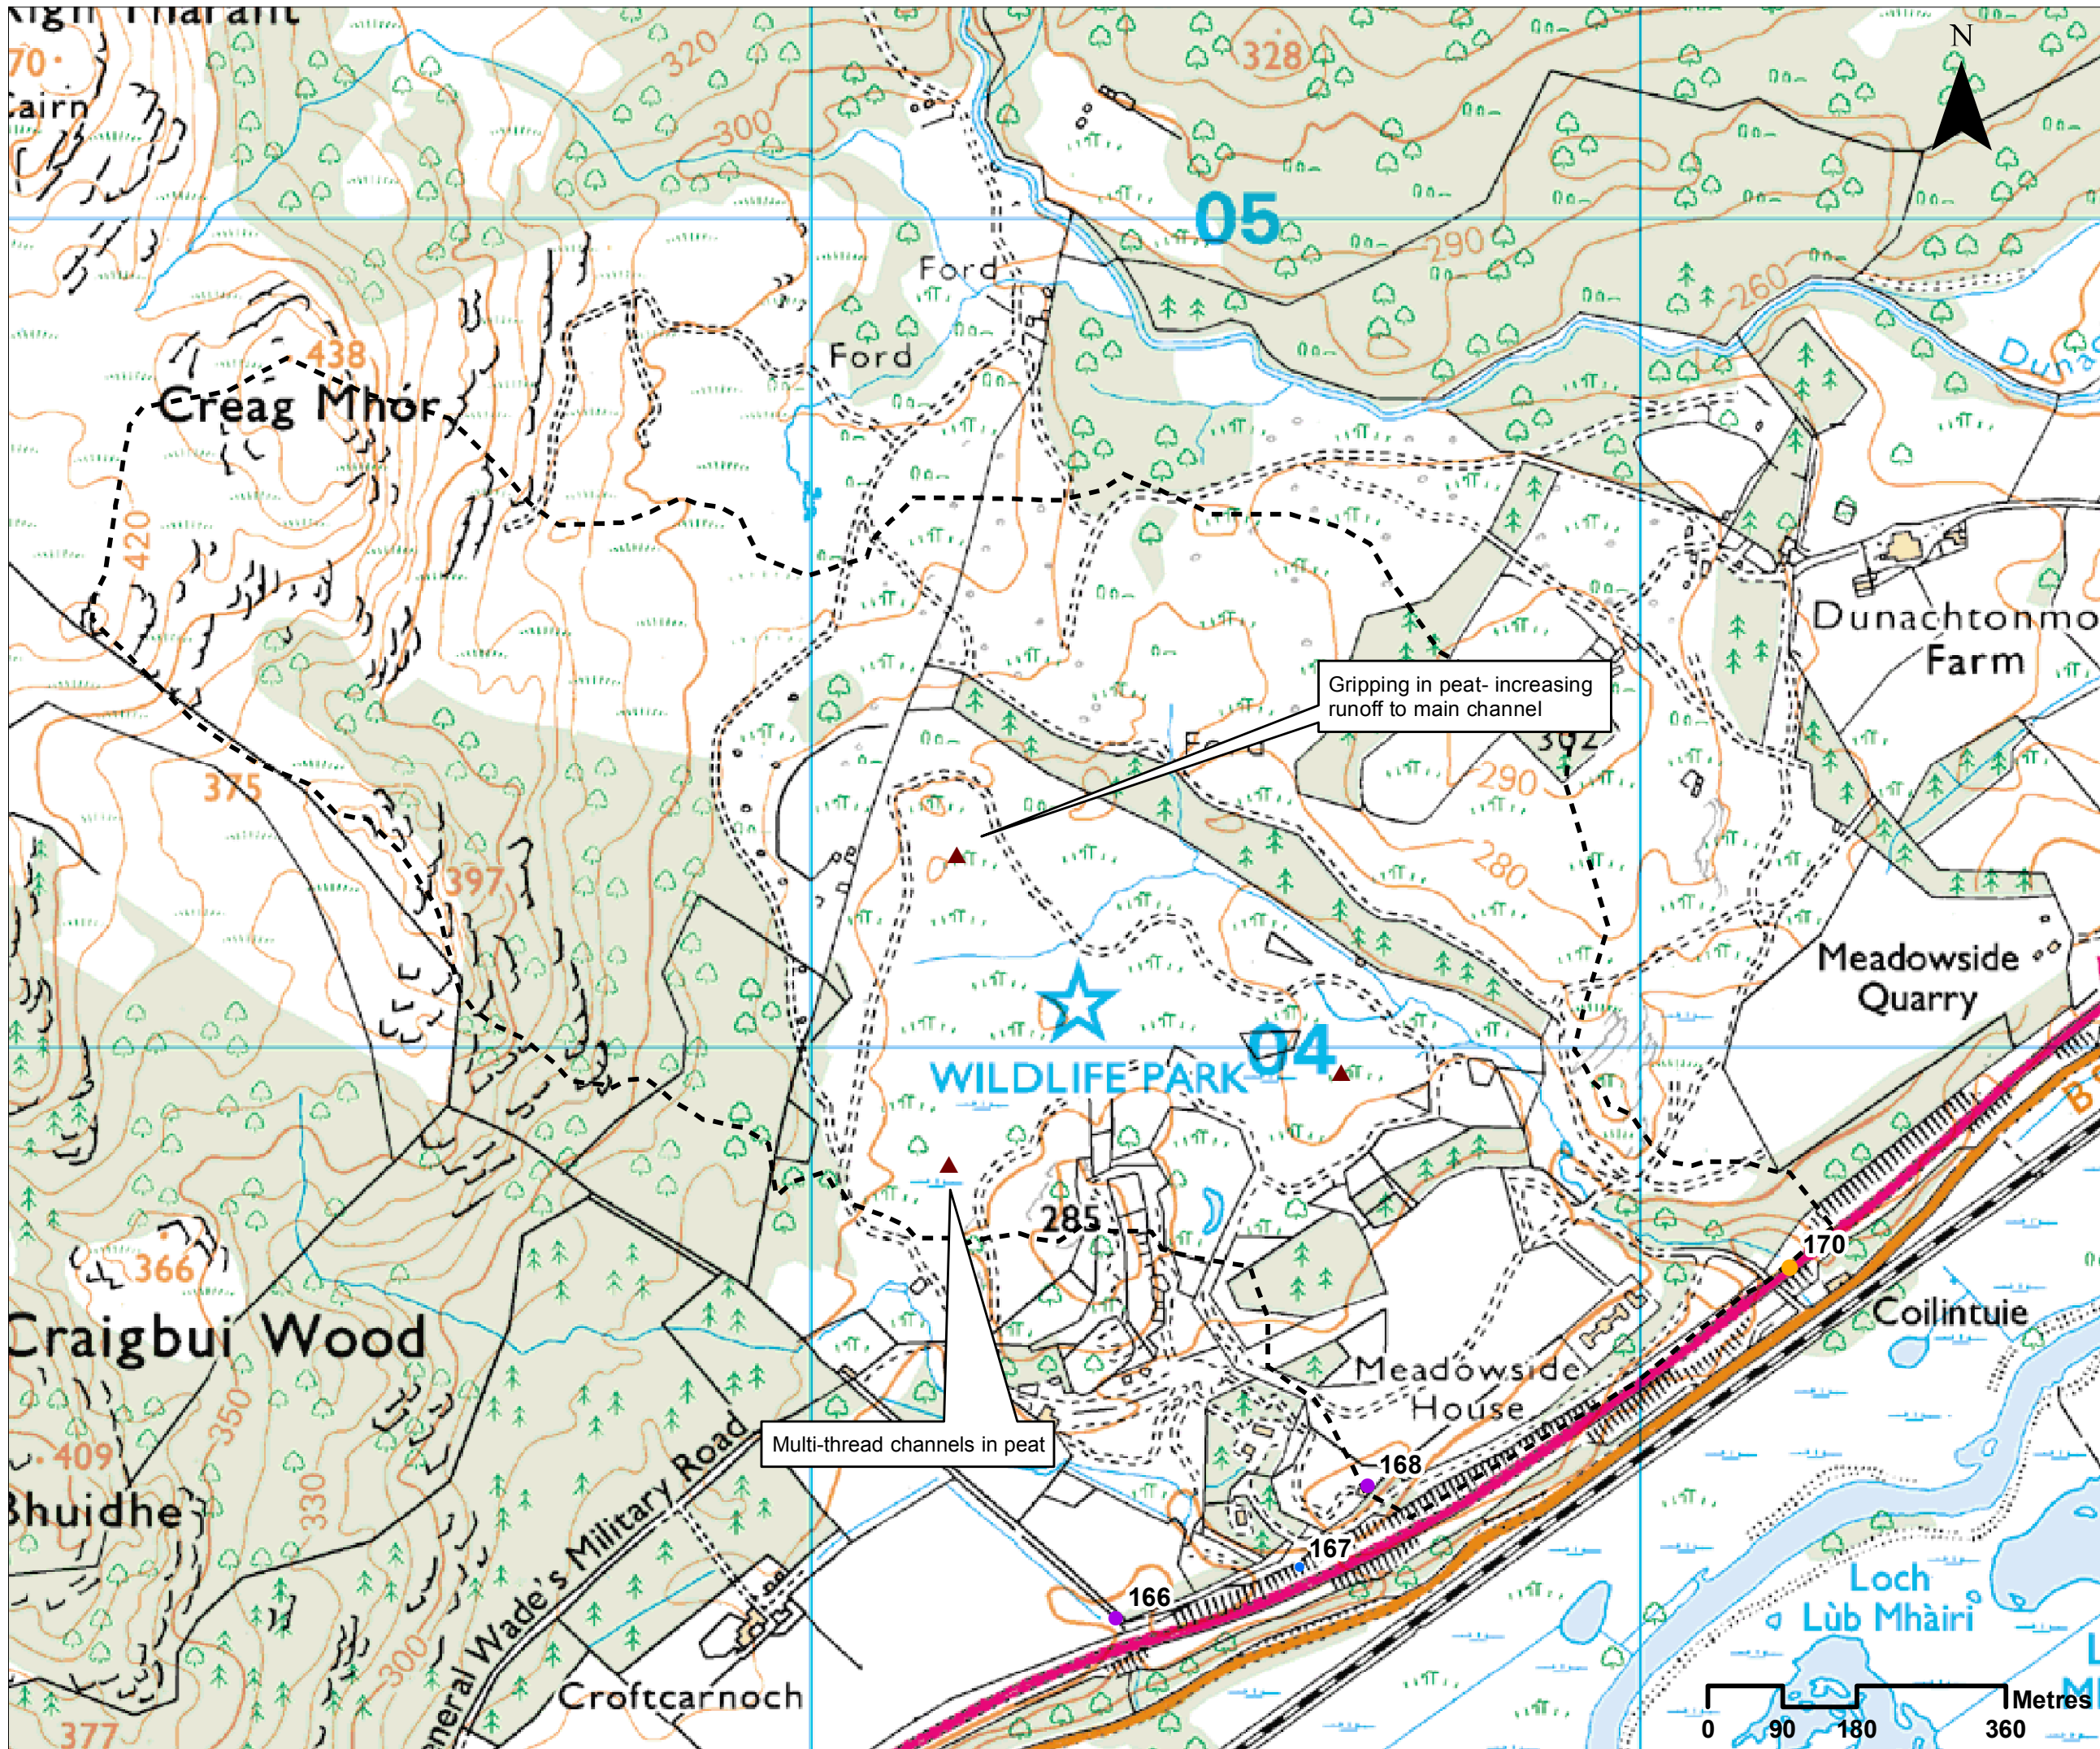 N
328
320
300
05
290
260
Ford
Ford
438
Creag Mhór
420
Dunachtonmo
Farm
Gripping in peat- increasing
runoff to main channel
302
375
290
280
397
Meadowside
Quarry
WILDLIFE PARK
04
285
170
366
Coilintuie
Craigbui Wood
Meadowside
House
350
Multi-thread channels in peat
409
168
330
Bhuidhe
General Wade's Military Road
167
166
Loch
Lùb Mhàiri
300
Croftcarnoch
377
Metres
0 90 180 360